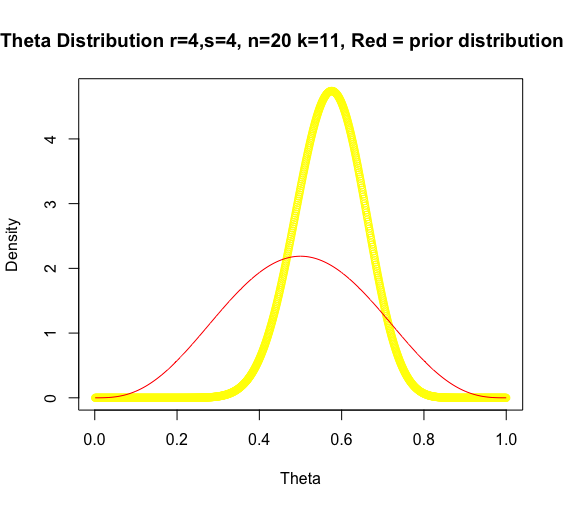 Theta Distribution r=4,s=4, n=20 k=11, Red = prior distribution
Density
4
3
2
1
0
0.0 0.2 0.4 0.6 0.8 1.0
Theta